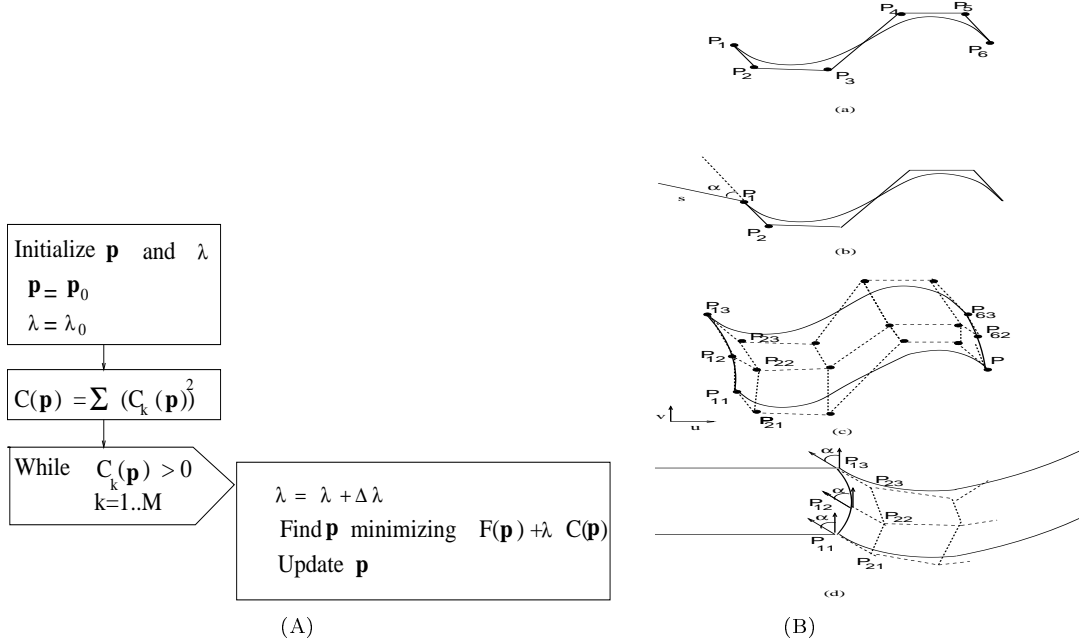 Initialize p and λ
p = p0
λ = λ0
C(p) = Σ (Ck(p))²
While Ck(p) > 0
k=1..M
λ = λ + Δλ
Find p minimizing F(p)+λ C(p)
Update p
(A)
P1
P2
P3
P4
P5
P6
(a)
α
s
P1
P2
(b)
P13
P23
P12
P22
P11
P21
P63
P62
P
v
u
(c)
α
P13
P23
α
P12
P22
α
P11
P21
(d)
(B)